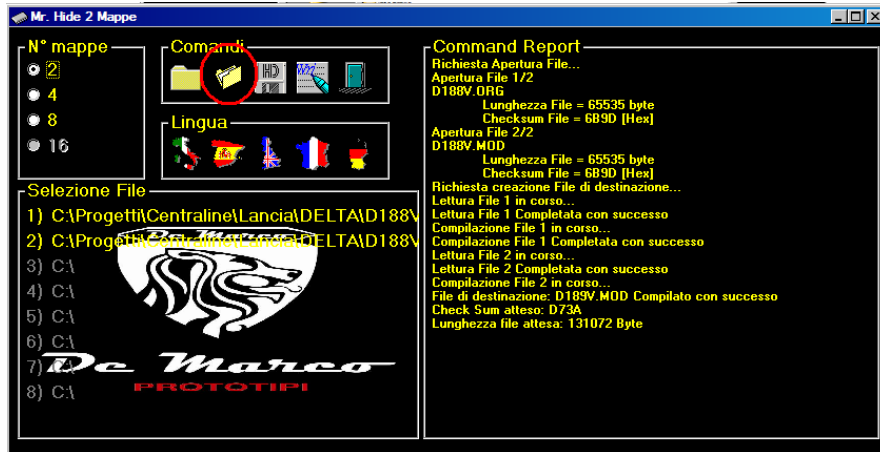 Mr. Hide 2 Mappe
N° mappe
2
4
8
16
Comandi
HD
Lingua
Selezione File
1) C:\Progetti\Centraline\Lancia\DELTA\D188V
2) C:\Progetti\Centraline\Lancia\DELTA\D188V
3) C:\
4) C:\
5) C:\
6) C:\
7) C:\
8) C:\
De Marco
De Marco
PROTOTIPI
Command Report
Richiesta Apertura File...
Apertura File 1/2
D188V.ORG
Lunghezza File = 65535 byte
Checksum File = 6B9D [Hex]
Apertura File 2/2
D188V.MOD
Lunghezza File = 65535 byte
Checksum File = 6B9D [Hex]
Richiesta creazione File di destinazione...
Lettura File 1 in corso...
Lettura File 1 Completata con successo
Compilazione File 1 in corso...
Compilazione File 1 Completata con successo
Lettura File 2 in corso...
Lettura File 2 Completata con successo
Compilazione File 2 in corso...
File di destinazione: D189V.MOD Compilato con successo
Check Sum atteso: D73A
Lunghezza file attesa: 131072 Byte